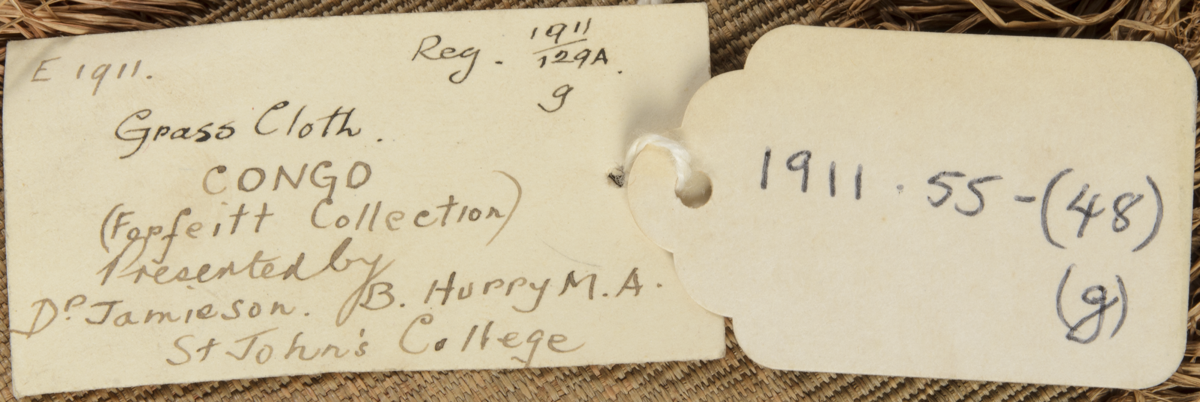 E 1911.
Reg. 1911/129A.
g
Grass Cloth.
CONGO
(Forfeitt Collection)
Presented by
Dr Jamieson. B. Hurry M.A.
St John's College
1911.55-(48)
(g)